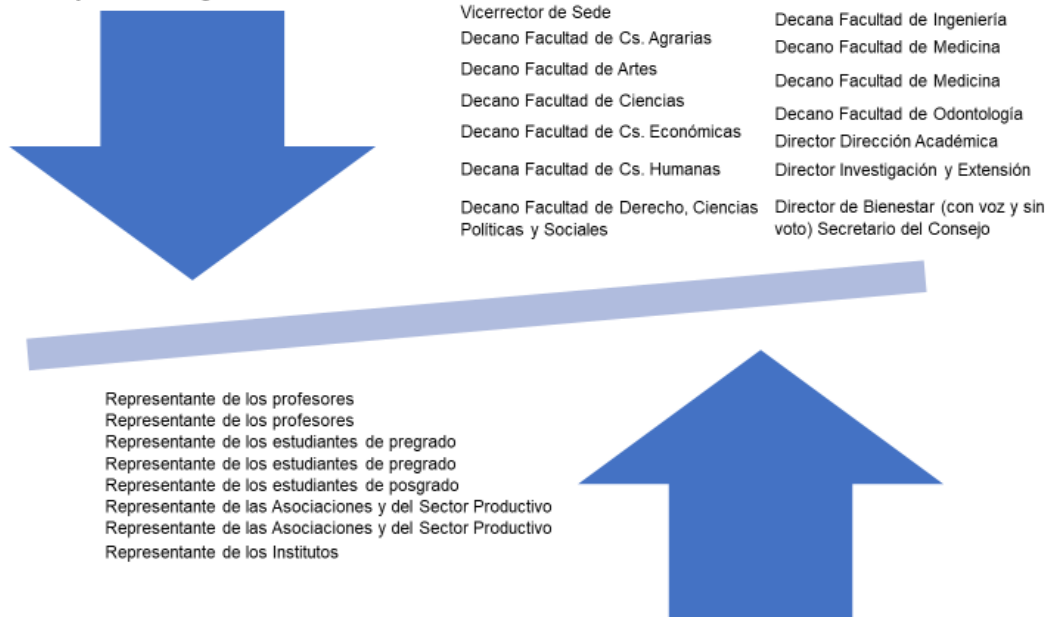 Vicerrector de Sede
Decano Facultad de Cs. Agrarias
Decano Facultad de Artes
Decano Facultad de Ciencias
Decano Facultad de Cs. Económicas
Decana Facultad de Cs. Humanas
Decano Facultad de Derecho, Ciencias
Políticas y Sociales
Decana Facultad de Ingeniería
Decano Facultad de Medicina
Decano Facultad de Medicina
Decano Facultad de Odontología
Director Dirección Académica
Director Investigación y Extensión
Director de Bienestar (con voz y sin
voto) Secretario del Consejo
Representante de los profesores
Representante de los profesores
Representante de los estudiantes de pregrado
Representante de los estudiantes de pregrado
Representante de los estudiantes de posgrado
Representante de las Asociaciones y del Sector Productivo
Representante de las Asociaciones y del Sector Productivo
Representante de los Institutos